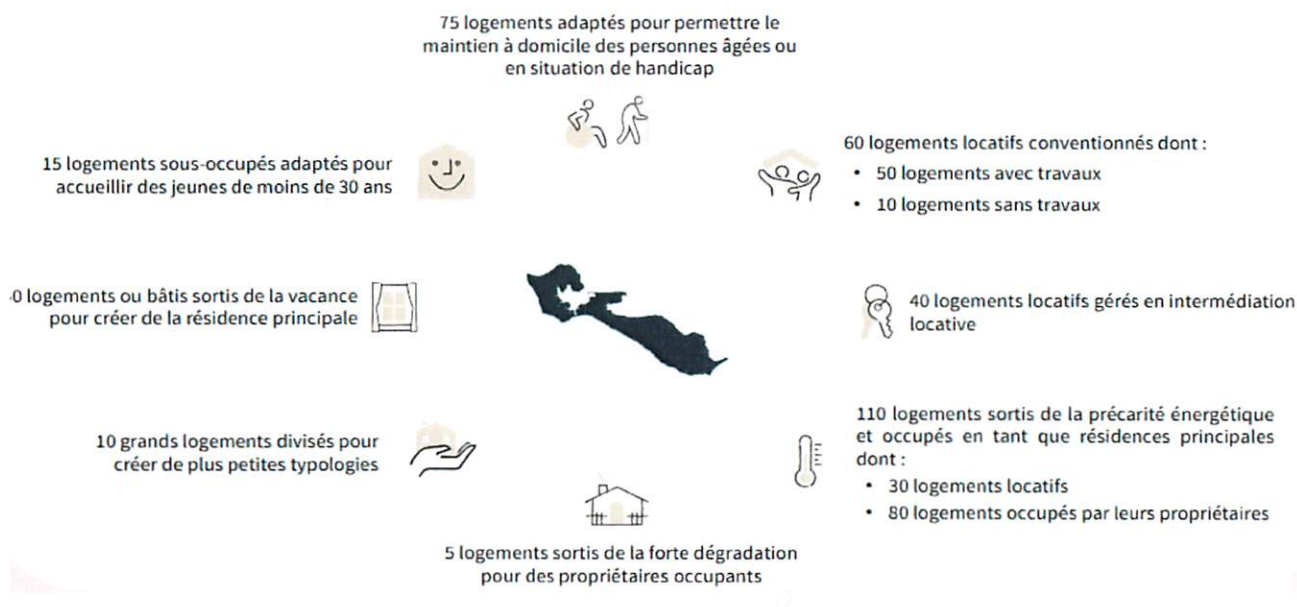 75 logements adaptés pour permettre le
maintien à domicile des personnes âgées ou
en situation de handicap
15 logements sous-occupés adaptés pour
accueillir des jeunes de moins de 30 ans
60 logements locatifs conventionnés dont :
• 50 logements avec travaux
• 10 logements sans travaux
0 logements ou bâtis sortis de la vacance
pour créer de la résidence principale
40 logements locatifs gérés en intermédiation
locative
10 grands logements divisés pour
créer de plus petites typologies
110 logements sortis de la précarité énergétique
et occupés en tant que résidences principales
dont :
• 30 logements locatifs
• 80 logements occupés par leurs propriétaires
5 logements sortis de la forte dégradation
pour des propriétaires occupants